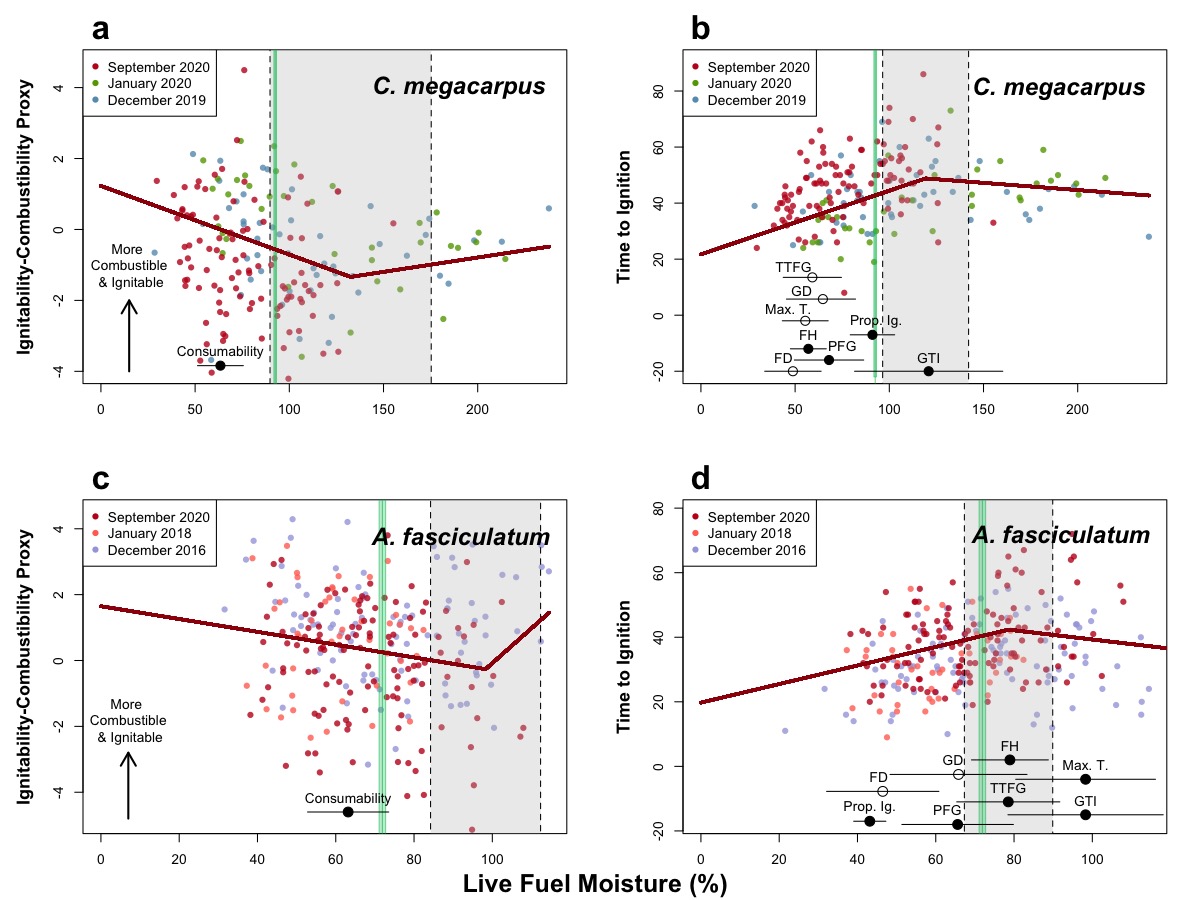 a
September 2020
January 2020
December 2019
C. megacarpus
Ignitability-Combustibility Proxy
4
2
0
-2
-4
More
Combustible
& Ignitable
Consumability
0 50 100 150 200
b
September 2020
January 2020
December 2019
C. megacarpus
Time to Ignition
80
60
40
20
0
-20
TTFG
GD
Max. T.
Prop. Ig.
FH
PFG
FD
GTI
0 50 100 150 200
c
September 2020
January 2018
December 2016
A. fasciculatum
Ignitability-Combustibility Proxy
4
2
0
-2
-4
More
Combustible
& Ignitable
Consumability
0 20 40 60 80 100
d
September 2020
January 2018
December 2016
A. fasciculatum
Time to Ignition
80
60
40
20
0
-20
FH
GD
Max. T.
FD
TTFG
Prop. Ig.
PFG
GTI
0 20 40 60 80 100
Live Fuel Moisture (%)